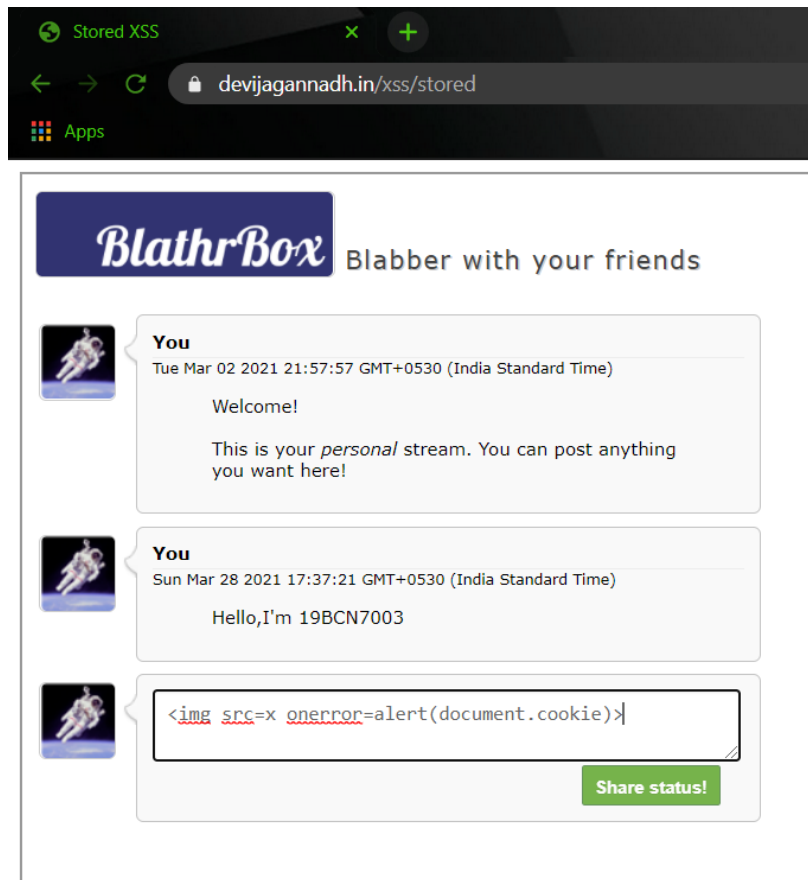 Stored XSS
devijagannadh.in/xss/stored
Apps
BlathrBox Blabber with your friends
You
Tue Mar 02 2021 21:57:57 GMT+0530 (India Standard Time)
Welcome!
This is your personal stream. You can post anything
you want here!
You
Sun Mar 28 2021 17:37:21 GMT+0530 (India Standard Time)
Hello,I'm 19BCN7003
<img src=x onerror=alert(document.cookie)>
Share status!